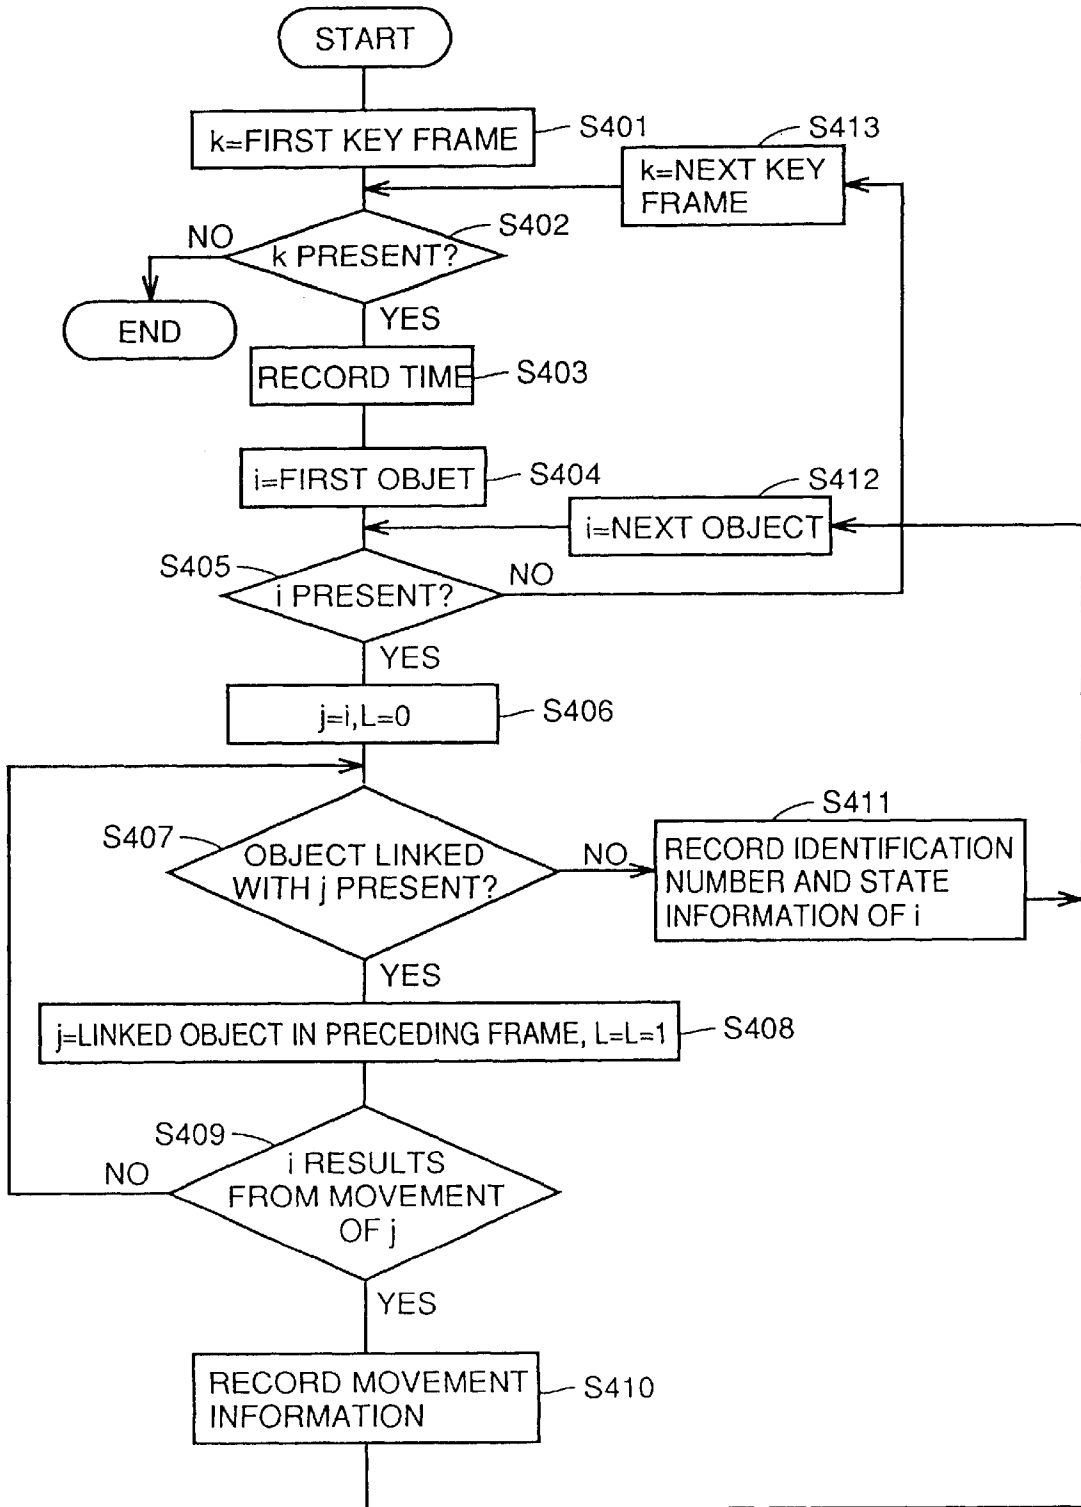 START
k=FIRST KEY FRAME
S401
S413
k=NEXT KEY
FRAME
S402
NO
k PRESENT?
END
YES
RECORD TIME
S403
i=FIRST OBJET
S404
S412
i=NEXT OBJECT
S405
i PRESENT?
NO
YES
j=i,L=0
S406
S407
OBJECT LINKED
WITH j PRESENT?
NO
S411
RECORD IDENTIFICATION
NUMBER AND STATE
INFORMATION OF i
YES
j=LINKED OBJECT IN PRECEDING FRAME, L=L=1
S408
S409
NO
i RESULTS
FROM MOVEMENT
OF j
YES
RECORD MOVEMENT
INFORMATION
S410